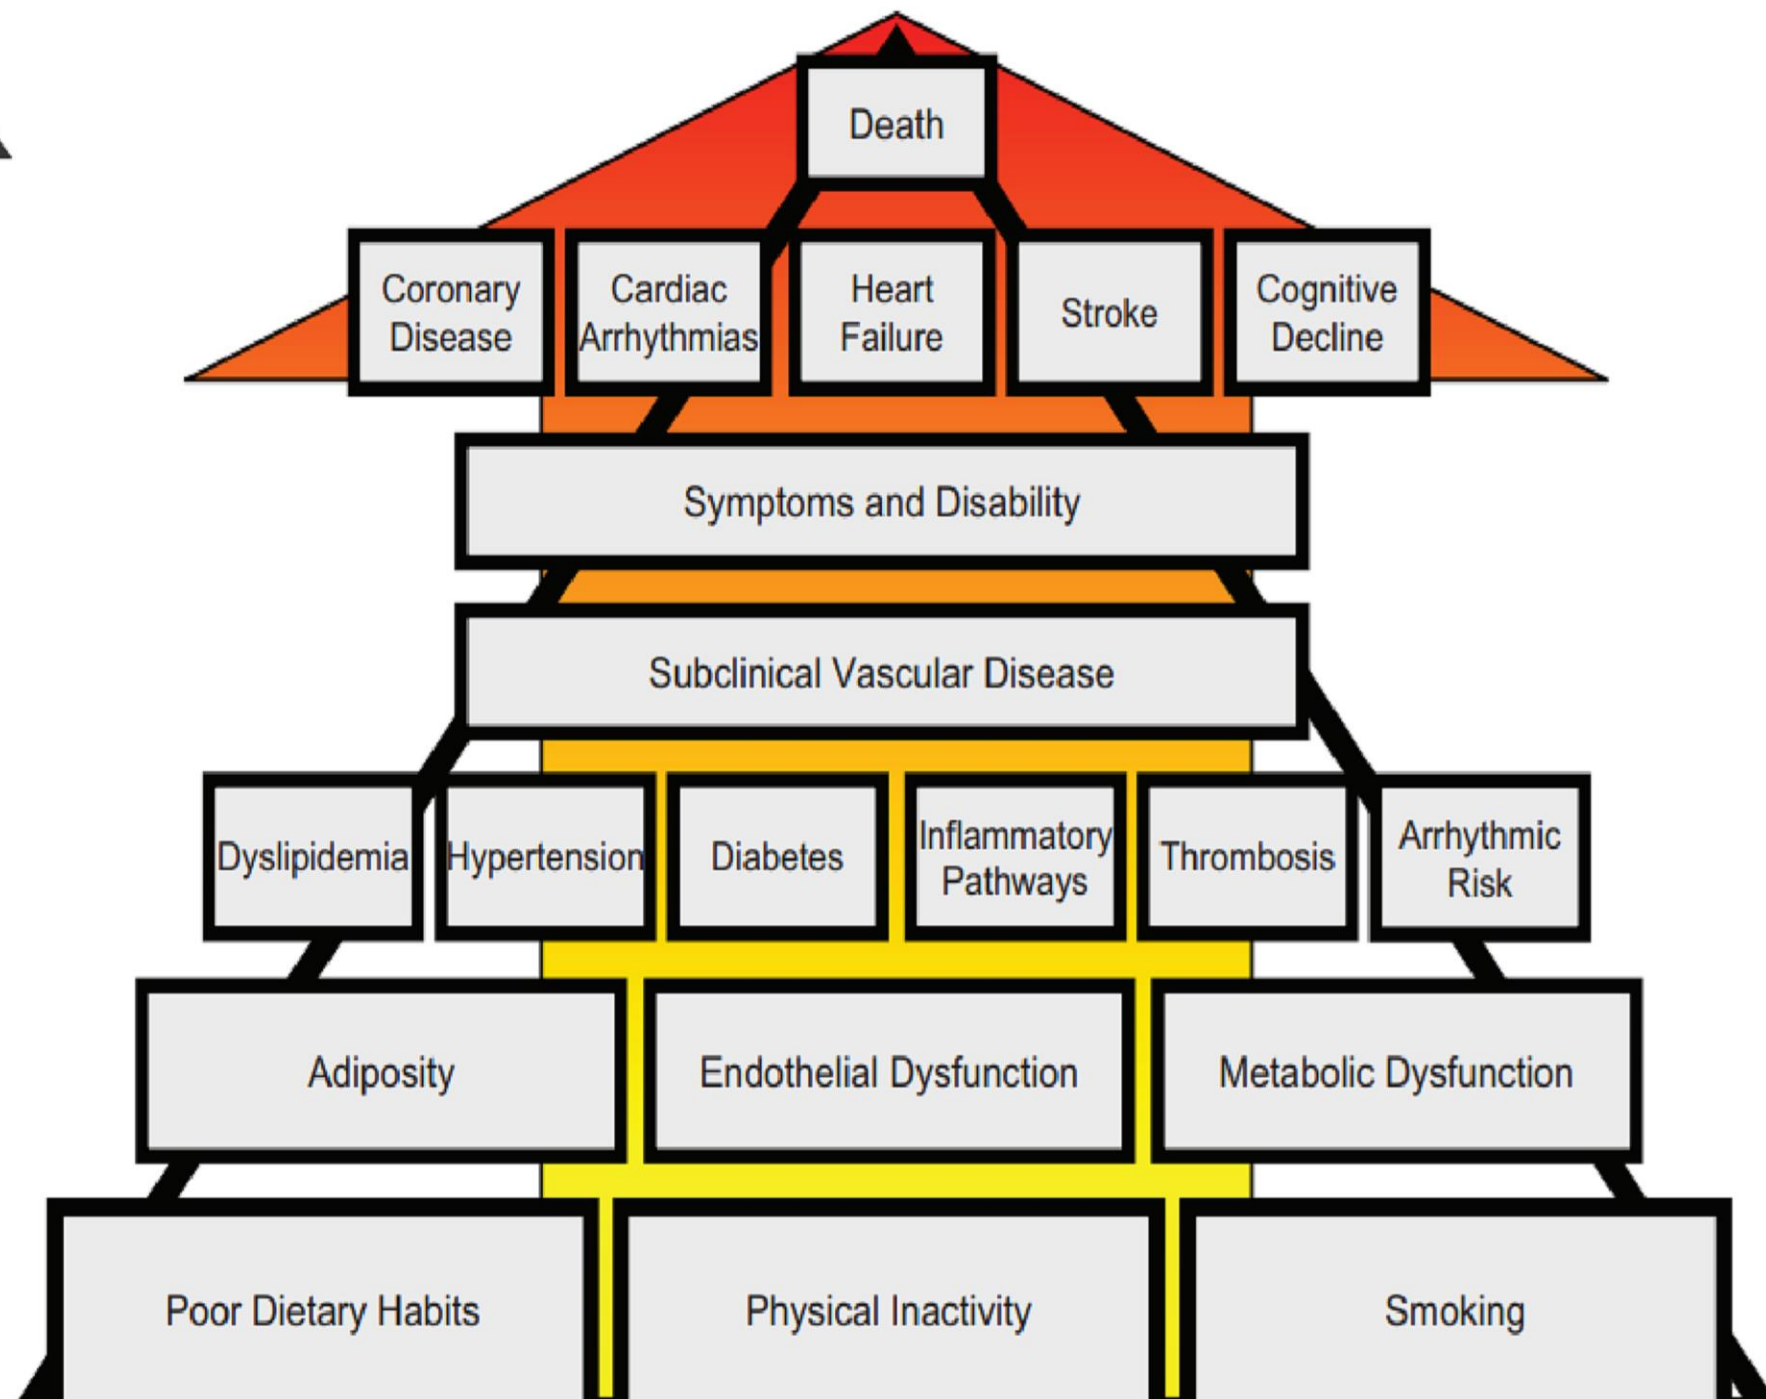 Death
Coronary
Disease
Cardiac
Arrhythmias
Heart
Failure
Stroke
Cognitive
Decline
Symptoms and Disability
Subclinical Vascular Disease
Dyslipidemia
Hypertension
Diabetes
Inflammatory
Pathways
Thrombosis
Arrhythmic
Risk
Adiposity
Endothelial Dysfunction
Metabolic Dysfunction
Poor Dietary Habits
Physical Inactivity
Smoking